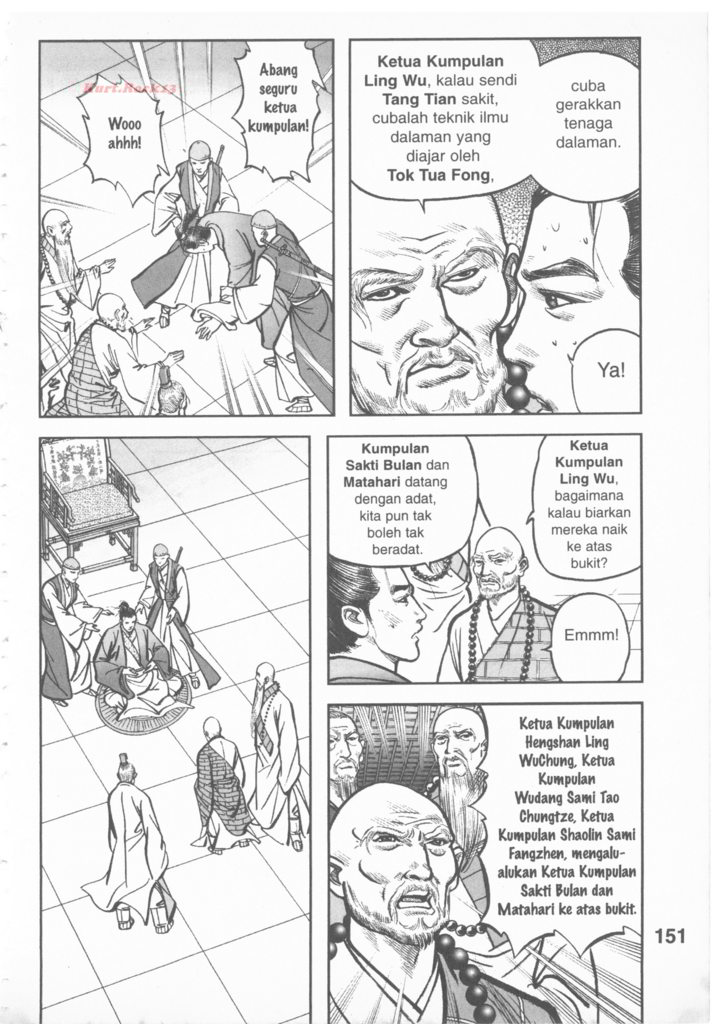 Abang
seguru
ketua
kumpulan!
Wooo
ahhh!
Hurt.Rock13
Ketua Kumpulan
Ling Wu, kalau sendi
Tang Tian sakit,
cubalah teknik ilmu
dalaman yang
diajar oleh
Tok Tua Fong,
cuba
gerakkan
tenaga
dalaman.
Ya!
Kumpulan
Sakti Bulan dan
Matahari datang
dengan adat,
kita pun tak
boleh tak
beradat.
Ketua
Kumpulan
Ling Wu,
bagaimana
kalau biarkan
mereka naik
ke atas
bukit?
Emmm!
Ketua Kumpulan
Hengshan Ling
WuChung, Ketua
Kumpulan
Wudang Sami Tao
Chungtze, Ketua
Kumpulan Shaolin Sami
Fangzhen, mengalu-
alukan Ketua Kumpulan
Sakti Bulan dan
Matahari ke atas bukit.
151